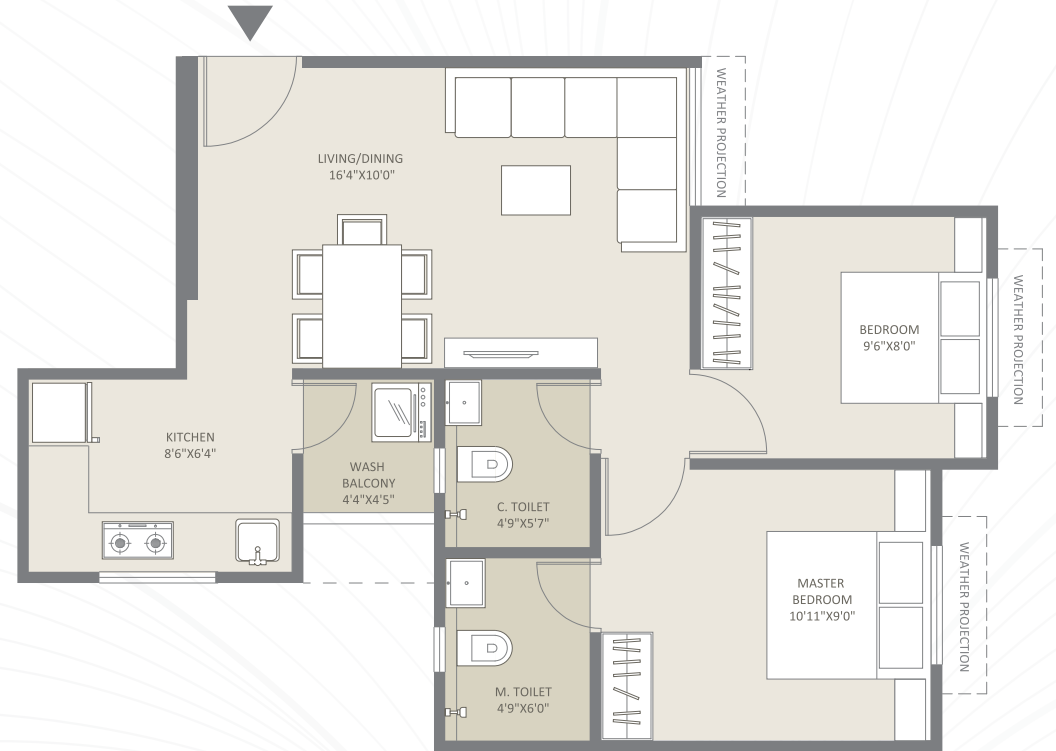 LIVING/DINING
16'4"X10'0"
WEATHER PROJECTION
BEDROOM
9'6"X8'0"
WEATHER PROJECTION
KITCHEN
8'6"X6'4"
WASH
BALCONY
4'4"X4'5"
C. TOILET
4'9"X5'7"
MASTER
BEDROOM
10'11"X9'0"
WEATHER PROJECTION
M. TOILET
4'9"X6'0"